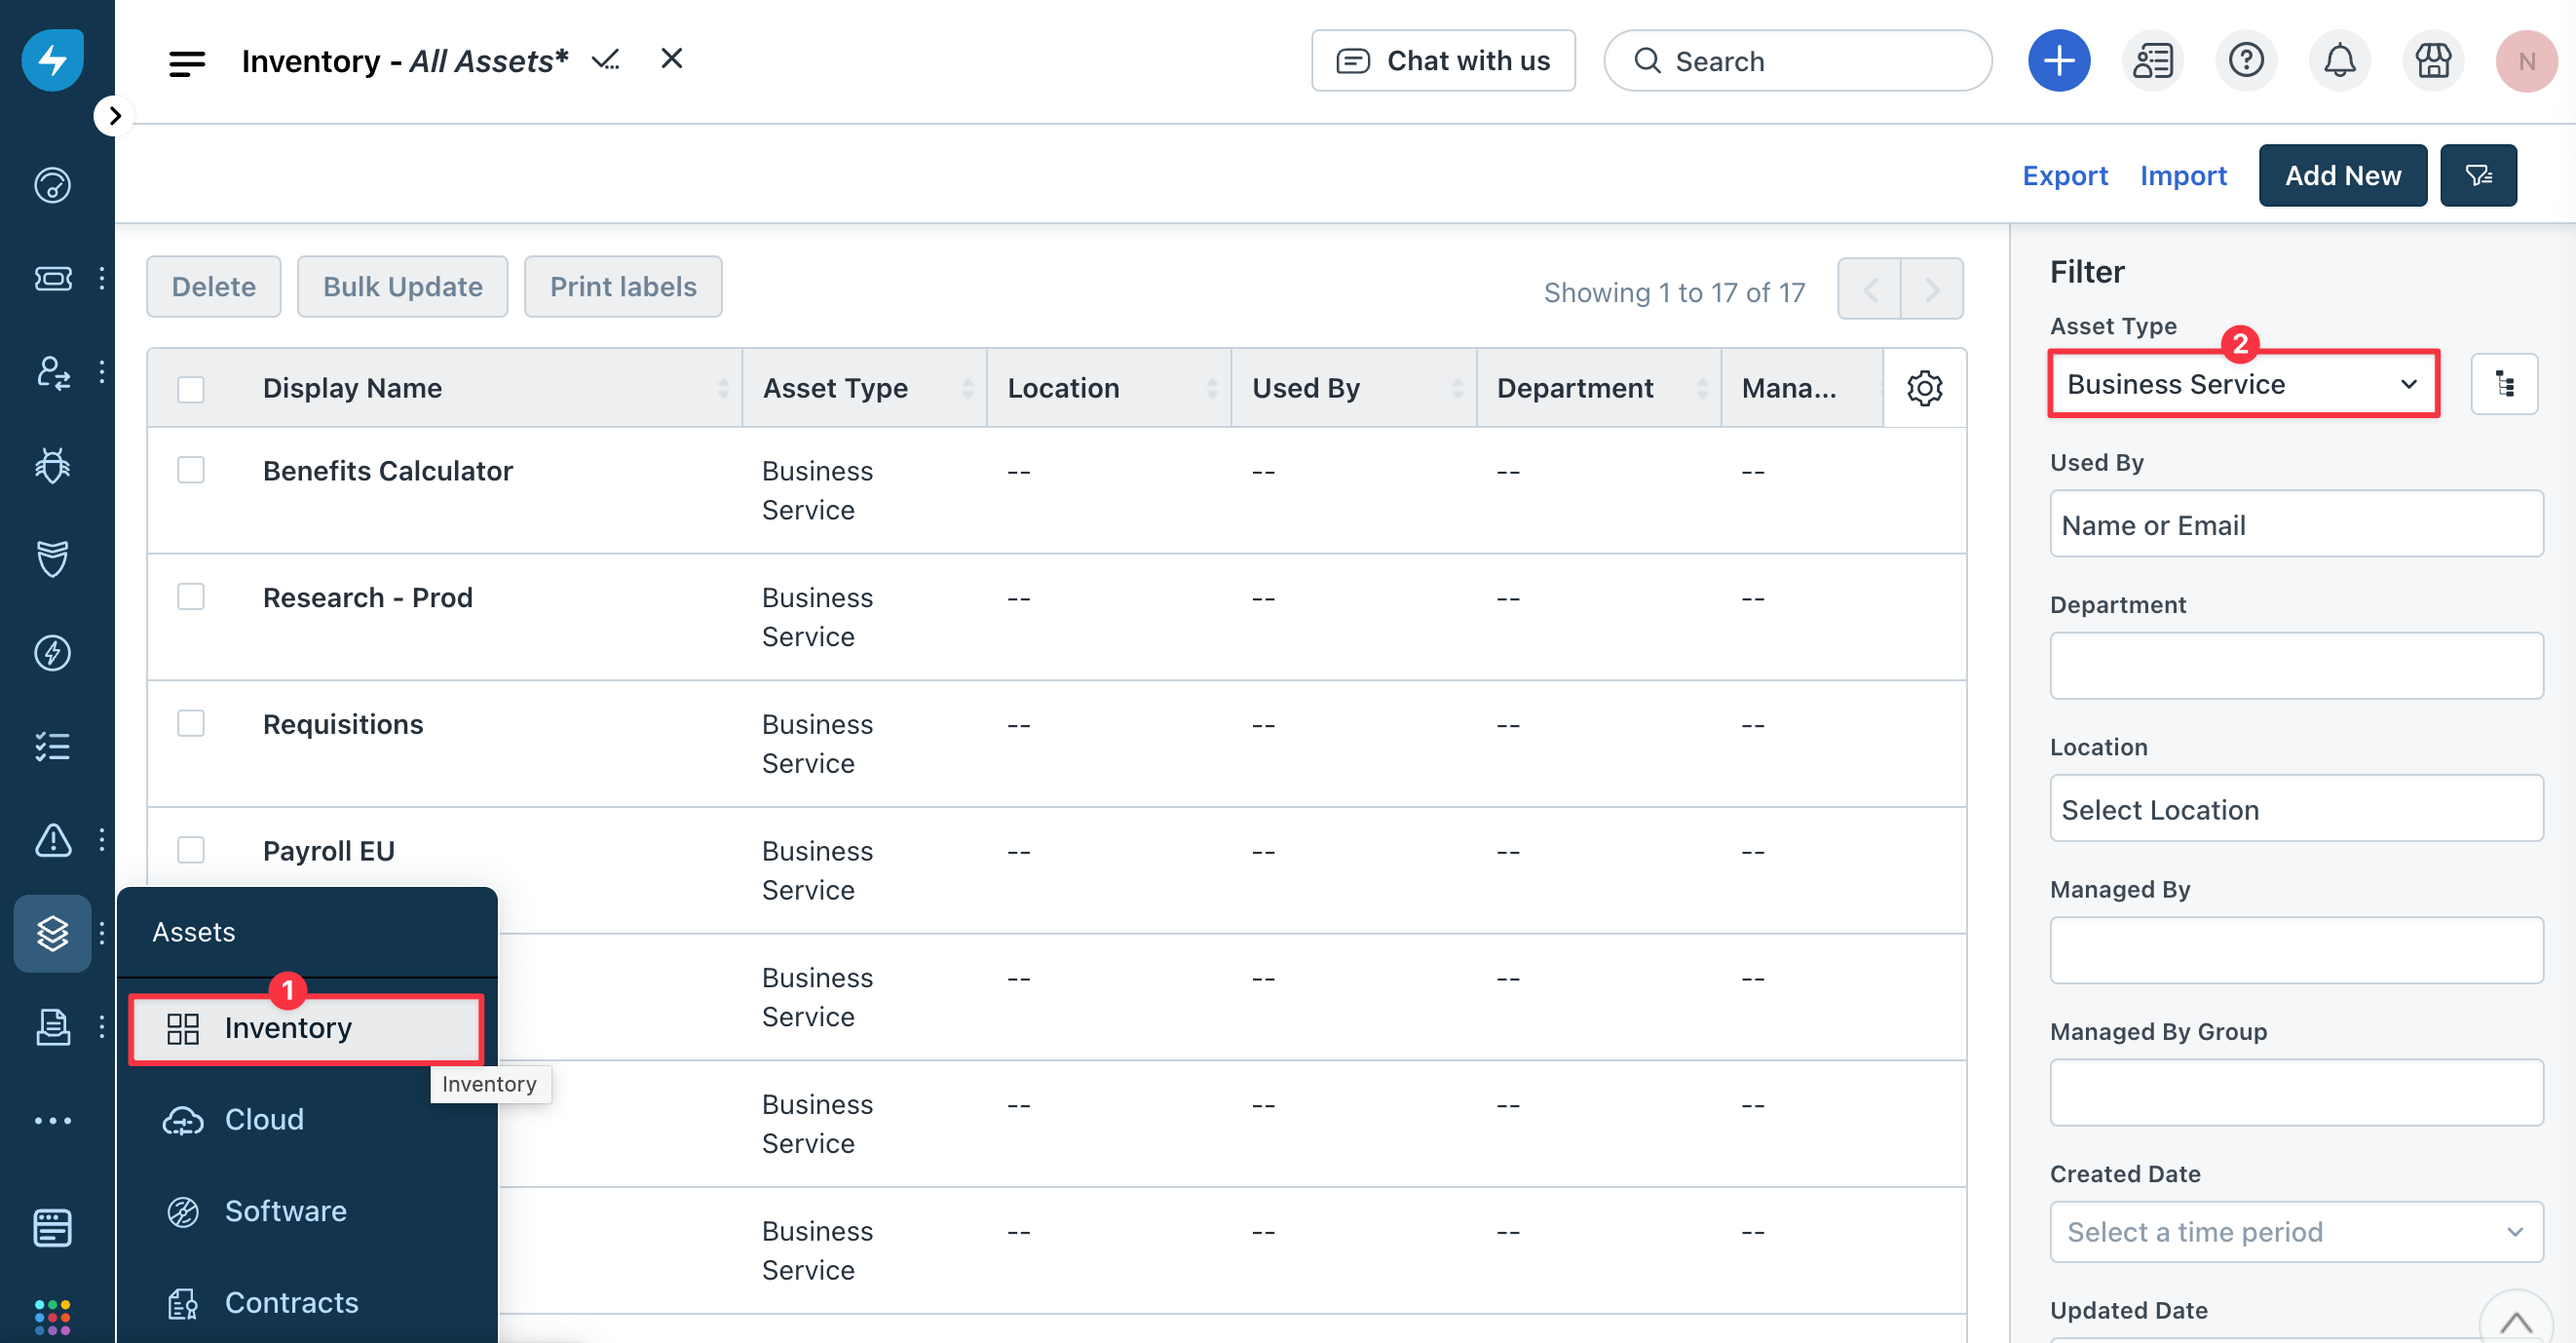 Inventory - All Assets*
Chat with us
Search
N
Export
Import
Add New
Delete
Bulk Update
Print labels
Showing 1 to 17 of 17
Display Name
Asset Type
Location
Used By
Department
Mana...
Benefits Calculator
Business
Service
--
--
--
--
Research - Prod
Business
Service
--
--
--
--
Requisitions
Business
Service
--
--
--
--
Payroll EU
Business
Service
--
--
--
--
Business
Service
--
--
--
--
Business
Service
--
--
--
--
Business
Service
--
--
--
--
Assets
1
Inventory
Inventory
Cloud
Software
Contracts
Filter
Asset Type
2
Business Service
Used By
Name or Email
Department
Location
Select Location
Managed By
Managed By Group
Created Date
Select a time period
Updated Date